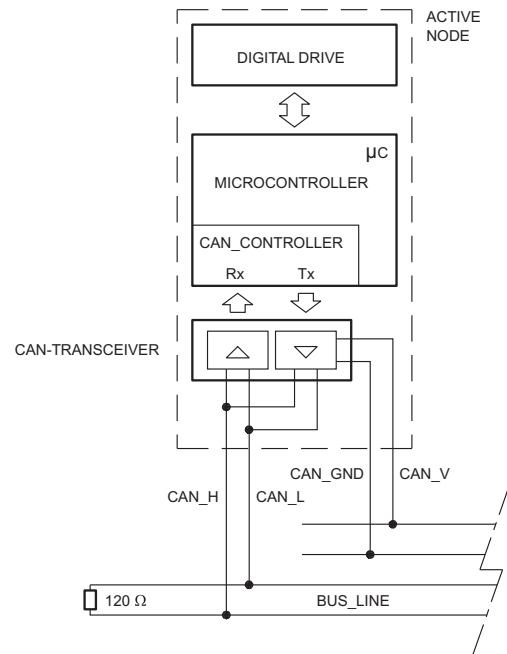 ACTIVE
NODE
DIGITAL DRIVE
µC
MICROCONTROLLER
CAN_CONTROLLER
Rx Tx
CAN-TRANSCEIVER
CAN_H CAN_L CAN_GND CAN_V
120 Ω BUS_LINE